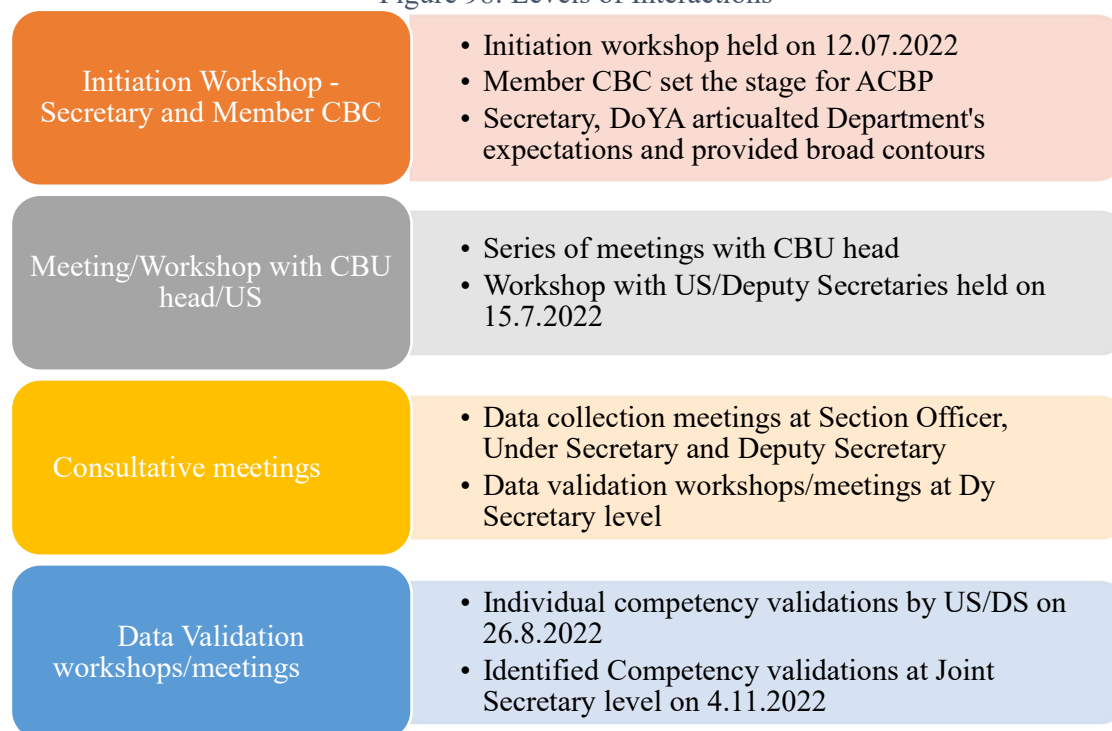 Figure 98: Levels of Interactions
Initiation Workshop -
Secretary and Member CBC
• Initiation workshop held on 12.07.2022
• Member CBC set the stage for ACBP
• Secretary, DoYA articualted Department's
expectations and provided broad contours
Meeting/Workshop with CBU
head/US
• Series of meetings with CBU head
• Workshop with US/Deputy Secretaries held on
15.7.2022
Consultative meetings
• Data collection meetings at Section Officer,
Under Secretary and Deputy Secretary
• Data validation workshops/meetings at Dy
Secretary level
Data Validation
workshops/meetings
• Individual competency validations by US/DS on
26.8.2022
• Identified Competency validations at Joint
Secretary level on 4.11.2022